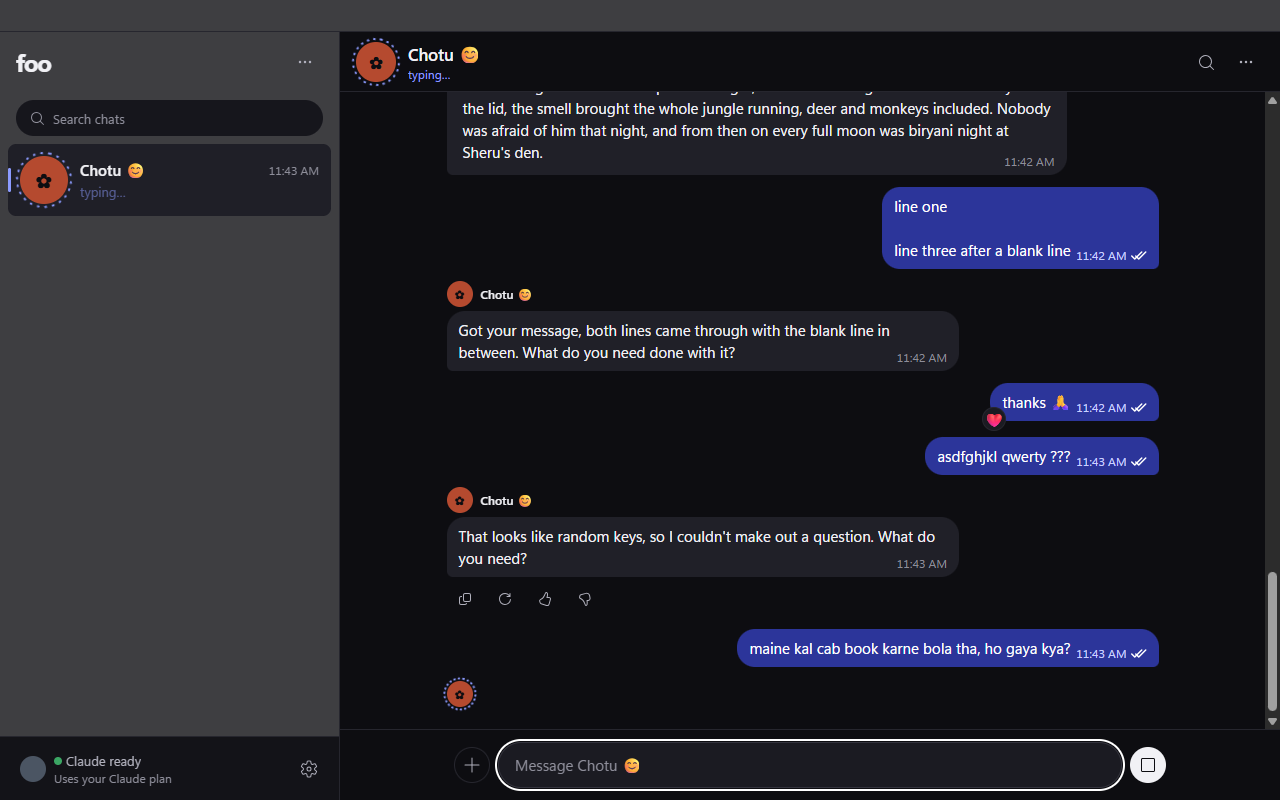 foo
Search chats
Chotu 😊
11:43 AM
typing...
Claude ready
Uses your Claude plan
Chotu 😊
typing...
the lid, the smell brought the whole jungle running, deer and monkeys included. Nobody
was afraid of him that night, and from then on every full moon was biryani night at
Sheru's den.
11:42 AM
line one
line three after a blank line 11:42 AM
Chotu 😊
Got your message, both lines came through with the blank line in
between. What do you need done with it?
11:42 AM
thanks 🙏 11:42 AM
asdfghjkl qwerty ??? 11:43 AM
Chotu 😊
That looks like random keys, so I couldn't make out a question. What do
you need?
11:43 AM
maine kal cab book karne bola tha, ho gaya kya? 11:43 AM
Message Chotu 😊